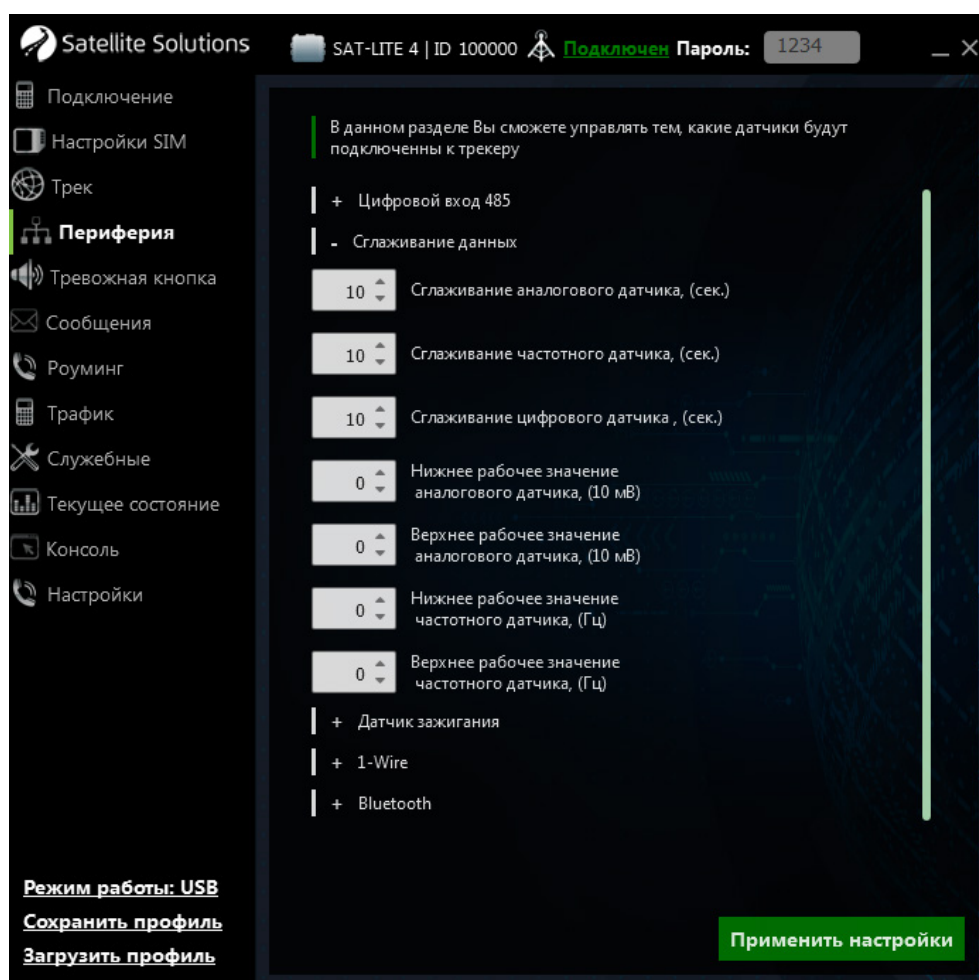 Satellite Solutions
SAT-LITE 4 | ID 100000 Подключен Пароль: 1234
Подключение
Настройки SIM
Трек
Периферия
Тревожная кнопка
Сообщения
Роуминг
Трафик
Служебные
Текущее состояние
Консоль
Настройки
Режим работы: USB
Сохранить профиль
Загрузить профиль
В данном разделе Вы сможете управлять тем, какие датчики будут
подключенны к трекеру
+ Цифровой вход 485
- Сглаживание данных
10 Сглаживание аналогового датчика, (сек.)
10 Сглаживание частотного датчика, (сек.)
10 Сглаживание цифрового датчика , (сек.)
0 Нижнее рабочее значение
аналогового датчика, (10 мВ)
0 Верхнее рабочее значение
аналогового датчика, (10 мВ)
0 Нижнее рабочее значение
частотного датчика, (Гц)
0 Верхнее рабочее значение
частотного датчика, (Гц)
+ Датчик зажигания
+ 1-Wire
+ Bluetooth
Применить настройки